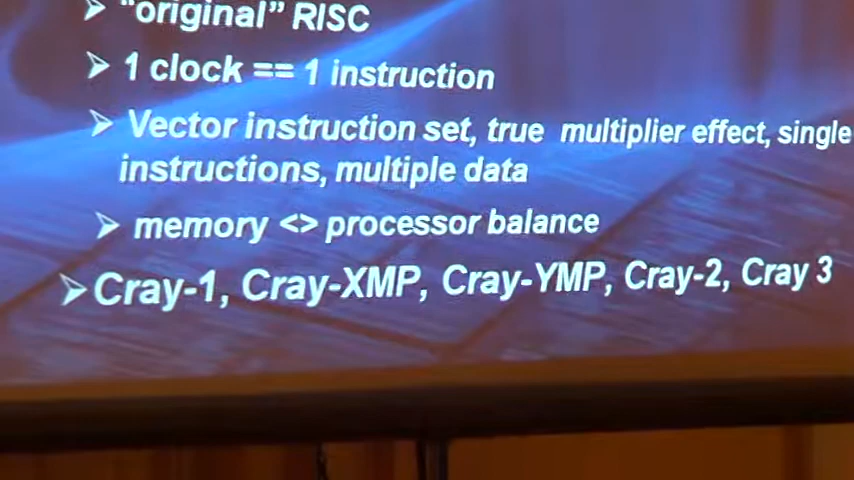 ➢ "original" RISC
➢ 1 clock == 1 instruction
➢ Vector instruction set, true multiplier effect, single
instructions, multiple data
➢ memory <> processor balance
➢ Cray-1, Cray-XMP, Cray-YMP, Cray-2, Cray 3